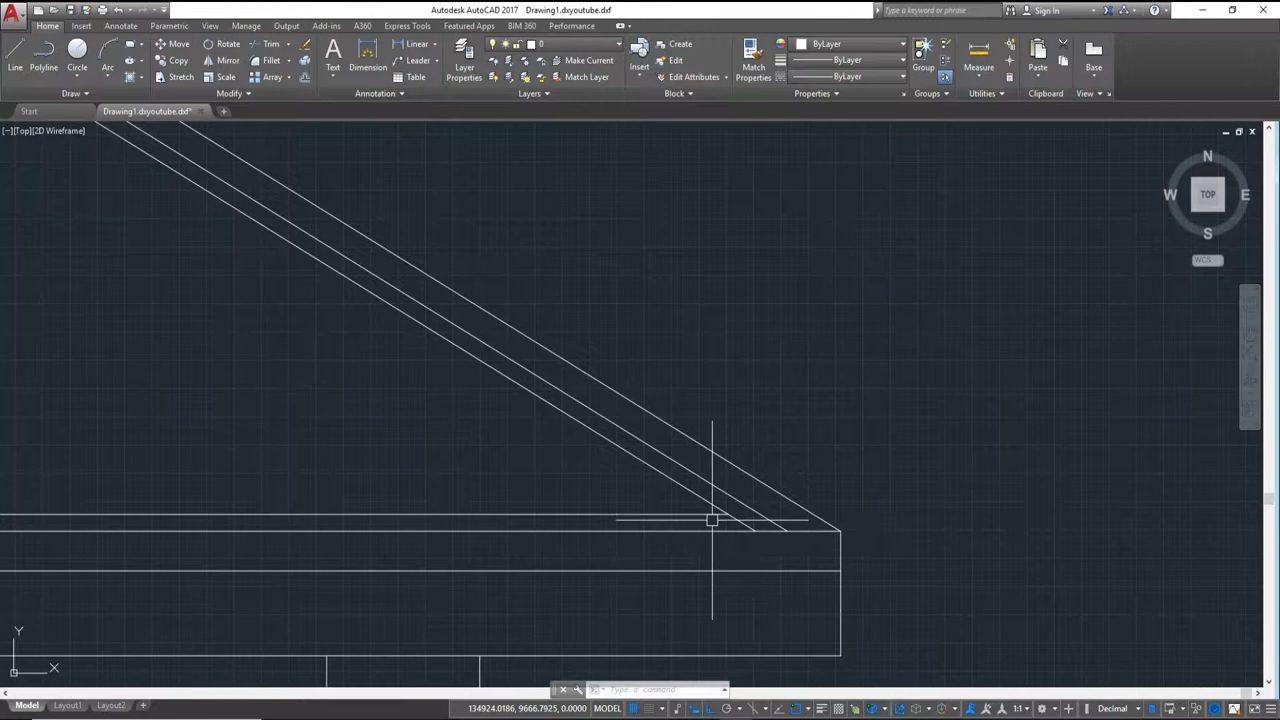 Autodesk AutoCAD 2017 Drawing1.dxyoutube.dxf
Type a keyword or phrase
Sign In
Home Insert Annotate Parametric View Manage Output Add-ins A360 Express Tools Featured Apps BIM 360 Performance
Line Polyline Circle Arc
Move Rotate Trim
Copy Mirror Fillet
Stretch Scale Array
Text Dimension
Linear
Leader
Table
Layer Properties
0
Make Current
Match Layer
Insert
Create
Edit
Edit Attributes
Match Properties
ByLayer
ByLayer
ByLayer
Group
Measure
Paste
Base
Draw Modify Annotation Layers Block Properties Groups Utilities Clipboard View
Start Drawing1.dxyoutube.dxf*
[−][Top][2D Wireframe]
N
W TOP E
S
WCS
Y
X
Type a command
Model Layout1 Layout2
134924.0186, 9666.7925, 0.0000 MODEL
1:1
Decimal